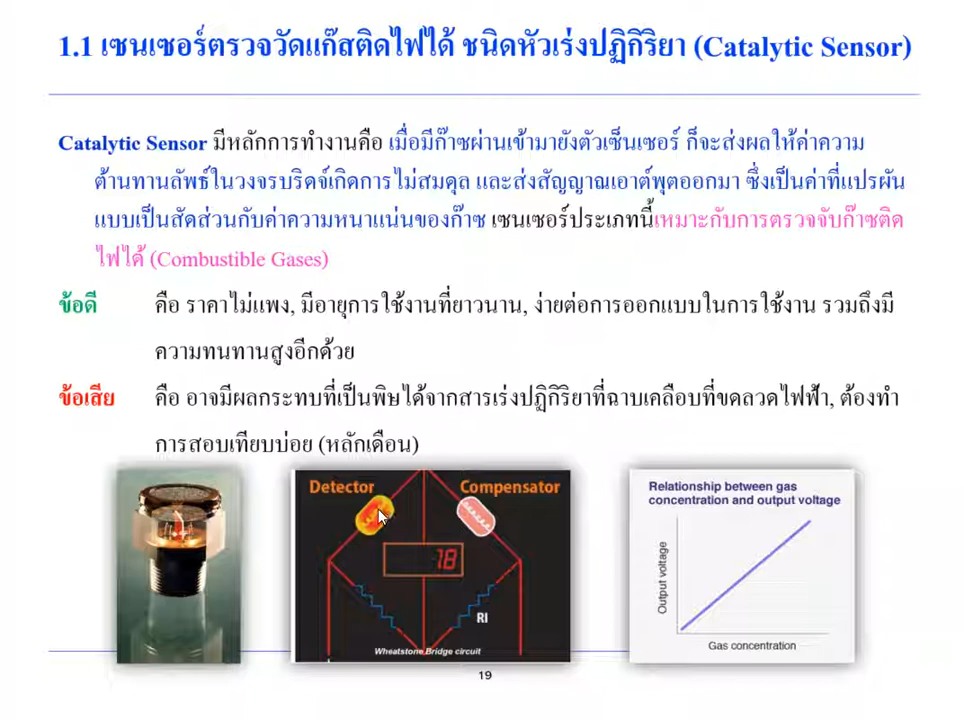 1.1 เซนเซอร์ตรวจวัดแก๊สติดไฟได้ ชนิดหัวเร่งปฏิกิริยา (Catalytic Sensor)
Catalytic Sensor มีหลักการทำงานคือ เมื่อมีก๊าซผ่านเข้ามายังตัวเซ็นเซอร์ ก็จะส่งผลให้ค่าความ
ต้านทานลัพธ์ในวงจรบริดจ์เกิดการไม่สมดุล และส่งสัญญาณเอาต์พุตออกมา ซึ่งเป็นค่าที่แปรผัน
แบบเป็นสัดส่วนกับค่าความหนาแน่นของก๊าซ เซนเซอร์ประเภทนี้เหมาะกับการตรวจจับก๊าซติด
ไฟได้ (Combustible Gases)
ข้อดี คือ ราคาไม่แพง, มีอายุการใช้งานที่ยาวนาน, ง่ายต่อการออกแบบในการใช้งาน รวมถึงมี
ความทนทานสูงอีกด้วย
ข้อเสีย คือ อาจมีผลกระทบที่เป็นพิษได้จากสารเร่งปฏิกิริยาที่ฉาบเคลือบที่ขดลวดไฟฟ้า, ต้องทำ
การสอบเทียบบ่อย (หลักเดือน)
Detector Compensator
18
RI
Wheatstone Bridge circuit
Relationship between gas
concentration and output voltage
Output voltage
Gas concentration
19